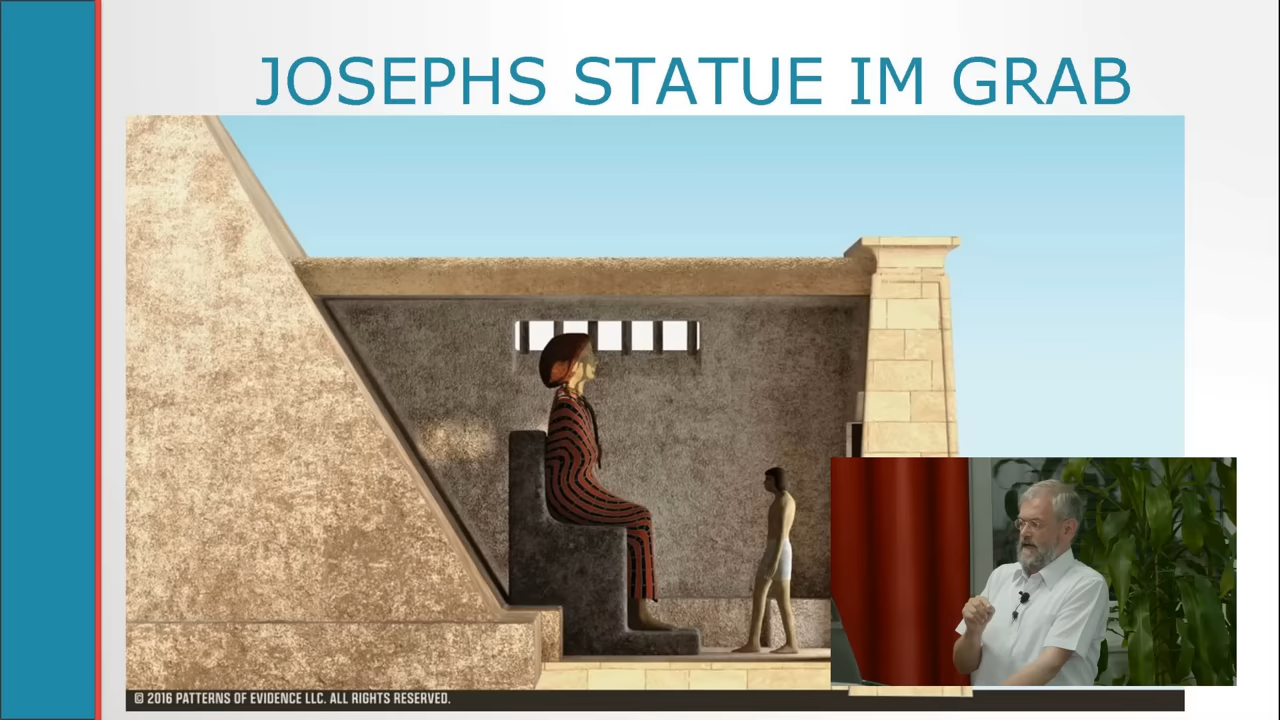 JOSEPHS STATUE IM GRAB
© 2016 PATTERNS OF EVIDENCE LLC. ALL RIGHTS RESERVED.